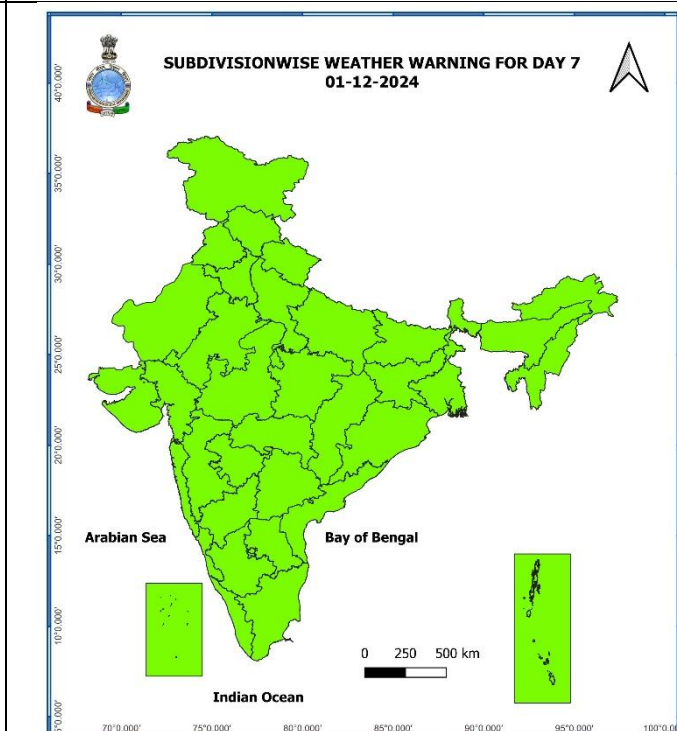 SUBDIVISIONWISE WEATHER WARNING FOR DAY 7
01-12-2024
40°0.000'
35°0.000'
30°0.000'
25°0.000'
20°0.000'
15°0.000'
10°0.000'
5°0.000'
Arabian Sea
Bay of Bengal
0 250 500 km
Indian Ocean
70°0.000' 75°0.000' 80°0.000' 85°0.000' 90°0.000' 95°0.000' 100°0.0